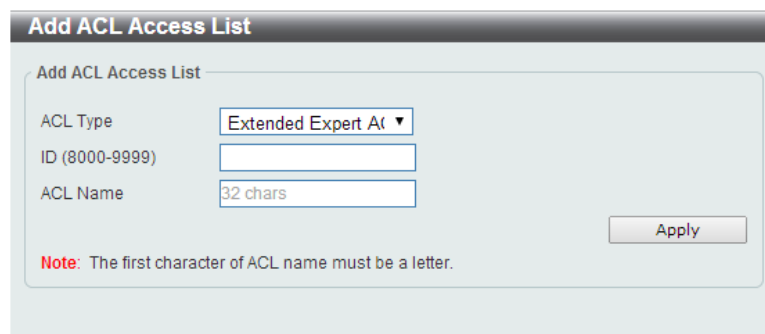 Add ACL Access List
Add ACL Access List
ACL Type Extended Expert A(
ID (8000-9999)
ACL Name 32 chars
Apply
Note: The first character of ACL name must be a letter.